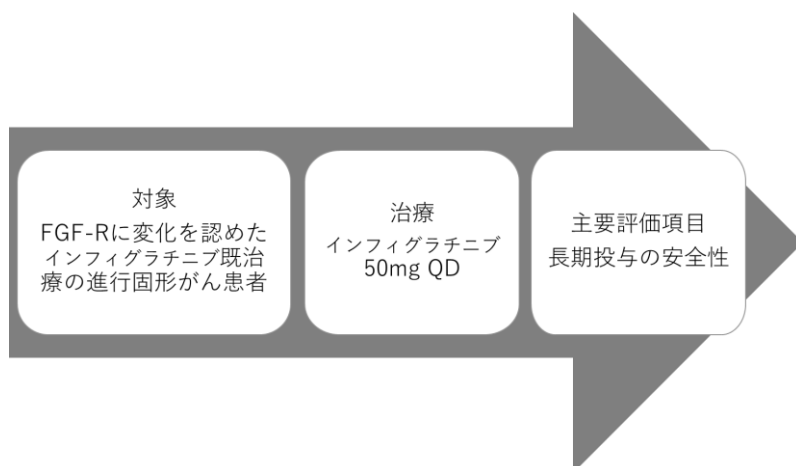 対象
FGF-Rに変化を認めた
インフィグラチニブ既治
療の進行固形がん患者
治療
インフィグラチニブ
50mg QD
主要評価項目
長期投与の安全性